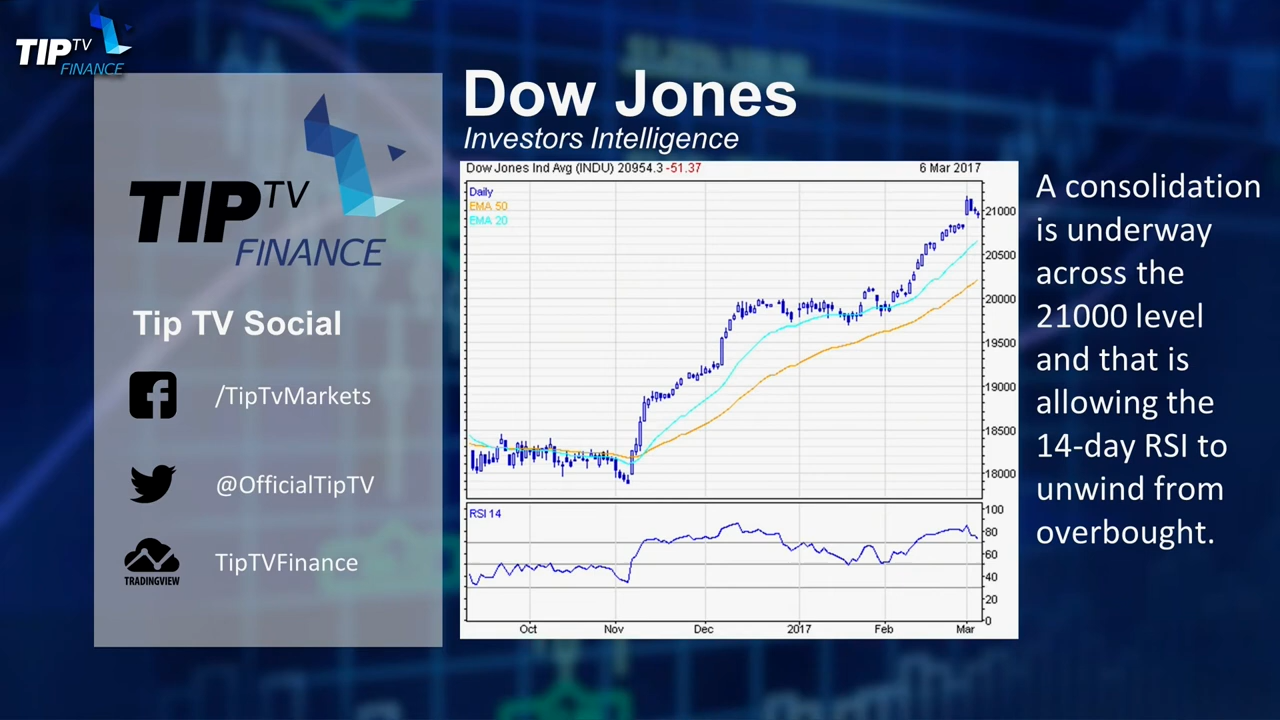 TIP TV
FINANCE
TIP TV
FINANCE
Tip TV Social
/TipTvMarkets
@OfficialTipTV
TRADINGVIEW
TipTVFinance
Dow Jones
Investors Intelligence
Dow Jones Ind Avg (INDU) 20954.3 -51.37
6 Mar 2017
Daily
EMA 50
EMA 20
21000
20500
20000
19500
19000
18500
18000
RSI 14
100
80
60
40
20
0
Oct
Nov
Dec
2017
Feb
Mar
A consolidation
is underway
across the
21000 level
and that is
allowing the
14-day RSI to
unwind from
overbought.